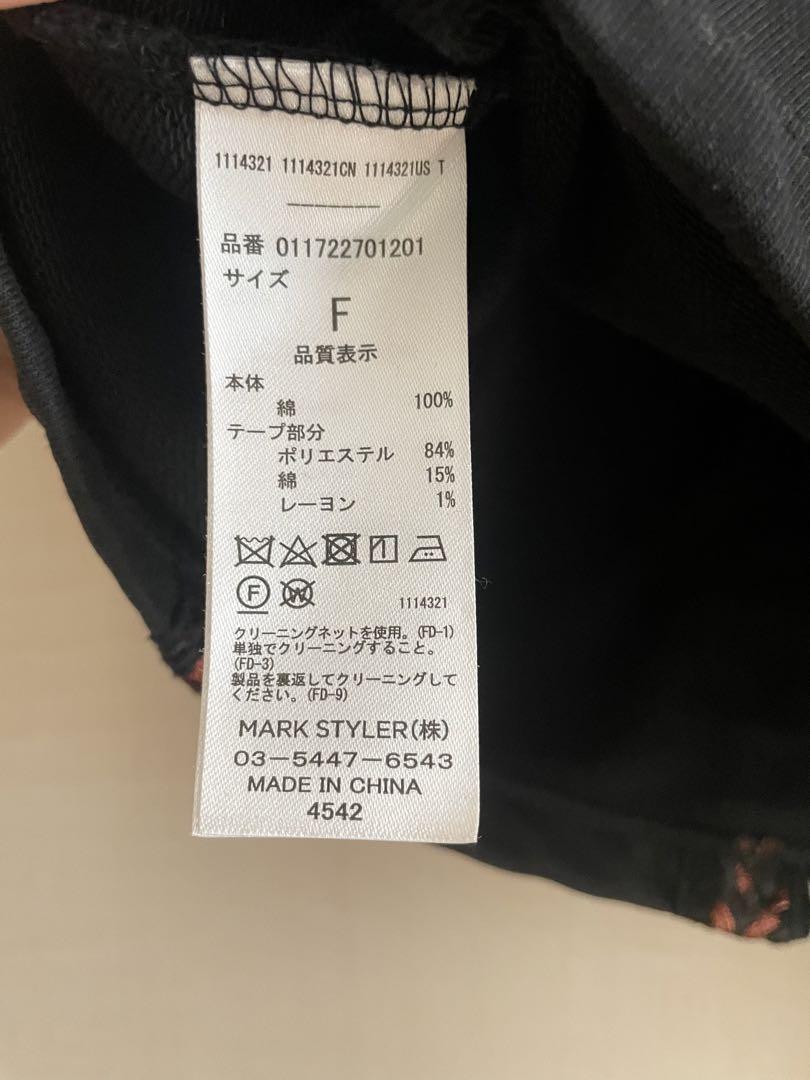 1114321 1114321CN 1114321US T
-------
品番 011722701201
サイズ
F
品質表示
本体
綿 100%
テープ部分
ポリエステル 84%
綿 15%
レーヨン 1%
F W 1114321
クリーニングネットを使用。(FD-1)
単独でクリーニングすること。
(FD-3)
製品を裏返してクリーニングして
ください。(FD-9)
MARK STYLER(株)
03-5447-6543
MADE IN CHINA
4542